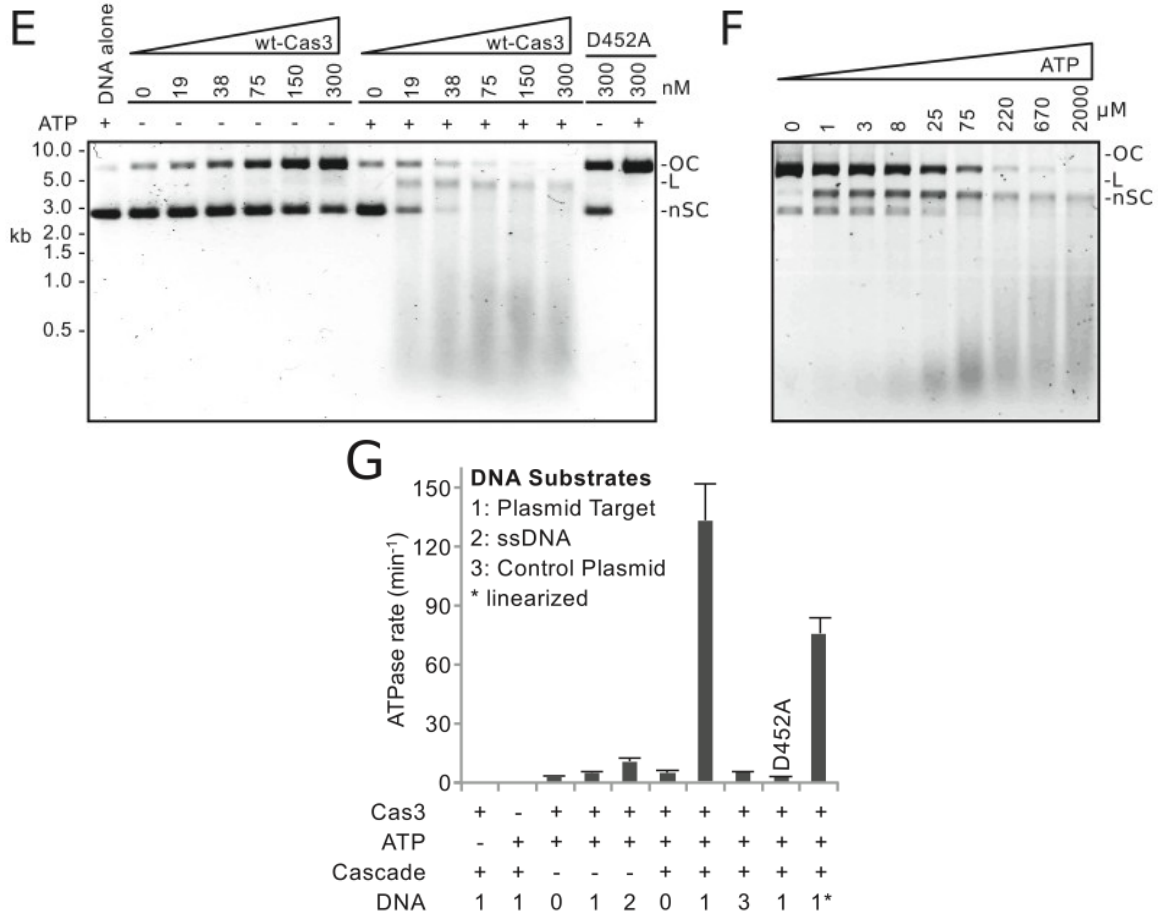 E
DNA alone
wt-Cas3
wt-Cas3
D452A
0 19 38 75 150 300 0 19 38 75 150 300 300 300 nM
ATP + - - - - - - + + + + + + - +
10.0 -
5.0 -
3.0 -
kb 2.0 -
1.5 -
1.0 -
0.5 -
-OC
-L
-nSC
F
ATP
0 1 3 8 25 75 220 670 2000 μM
-OC
-L
-nSC
G
DNA Substrates
1: Plasmid Target
2: ssDNA
3: Control Plasmid
* linearized
ATPase rate (min-1)
150
120
90
60
30
0
D452A
Cas3 + - + + + + + + + +
ATP - + + + + + + + + +
Cascade + + - - - + + + + +
DNA 1 1 0 1 2 0 1 3 1 1*